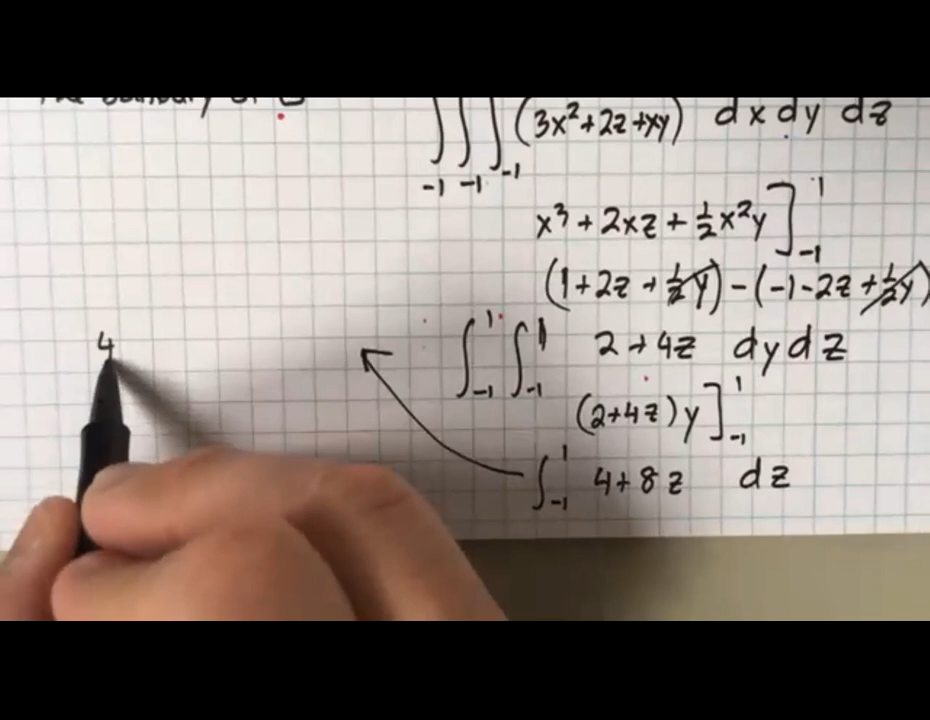 ∫∫∫ (3x²+2z+xy) dx dy dz
-1 -1 -1
x³ + 2xz + ½x²y]¹₋₁
(1+2z + ½y) - (-1-2z+½y)
∫¹₋₁ ∫¹₋₁ 2+4z dy dz
4
(2+4z) y]¹₋₁
∫¹₋₁ 4+8z dz